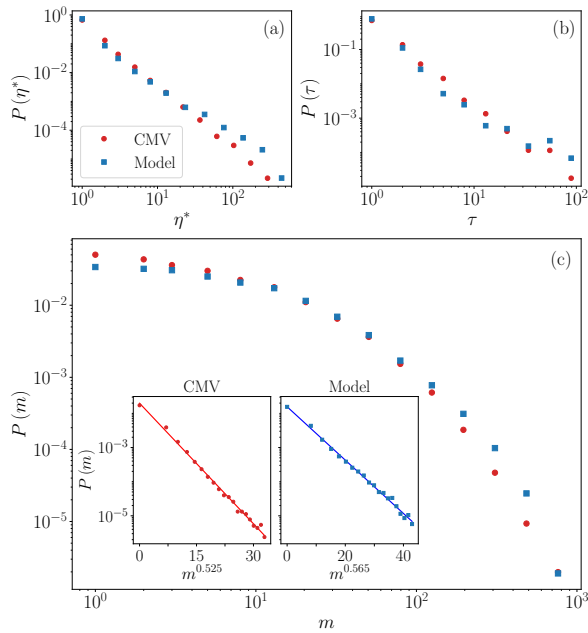 10^0
10^{-2}
10^{-4}
P (η*)
(a)
CMV
Model
10^0 10^1 10^2
η*
10^{-1}
10^{-4}
P (τ)
(b)
10^0 10^1 10^2
τ
(c)
10^{-2}
10^{-3}
10^{-4}
10^{-5}
P (m)
CMV
Model
10^{-3}
10^{-5}
P (m)
0 15 30
m^{0.525}
0 20 40
m^{0.565}
10^0 10^1 10^2 10^3
m